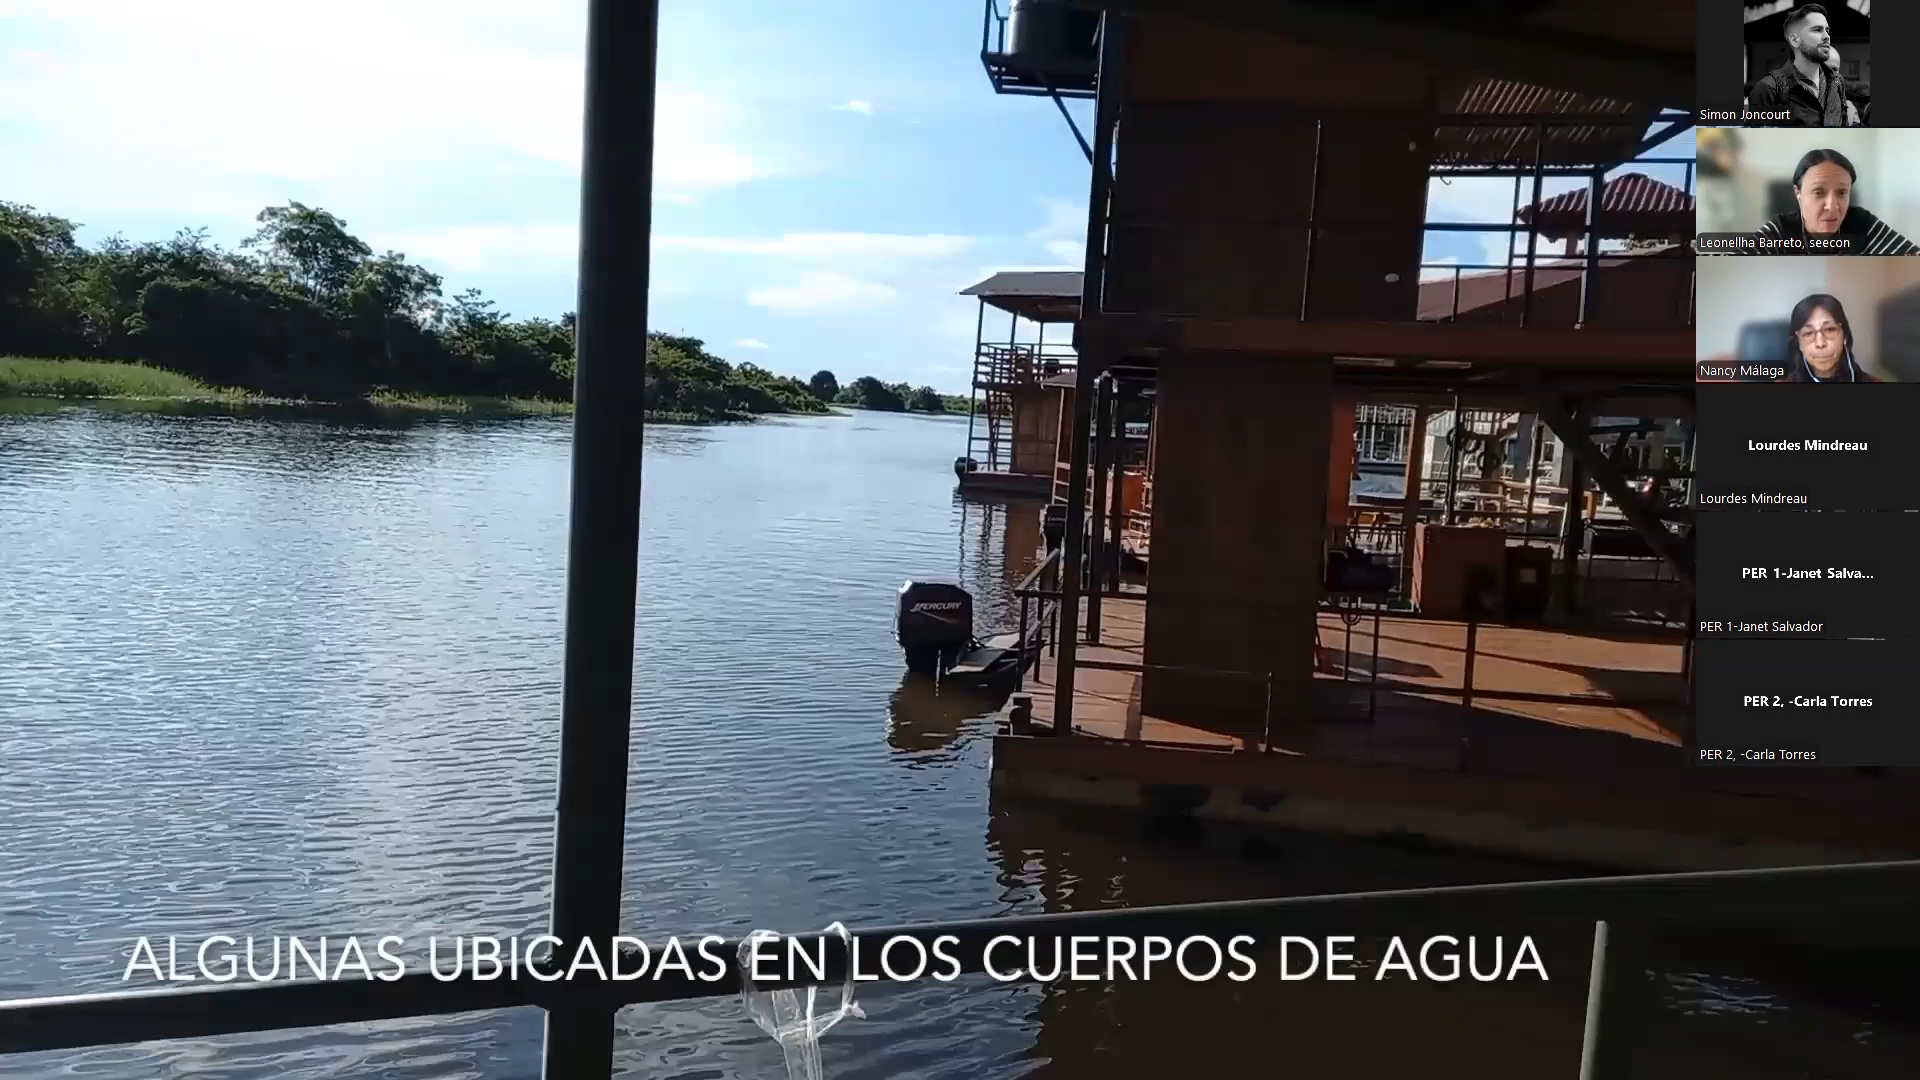 Simon Joncourt
Leonellha Barreto, seecon
Nancy Málaga
Lourdes Mindreau
Lourdes Mindreau
PER 1-Janet Salva...
PER 1-Janet Salvador
PER 2, -Carla Torres
PER 2, -Carla Torres
MERCURY
ALGUNAS UBICADAS EN LOS CUERPOS DE AGUA